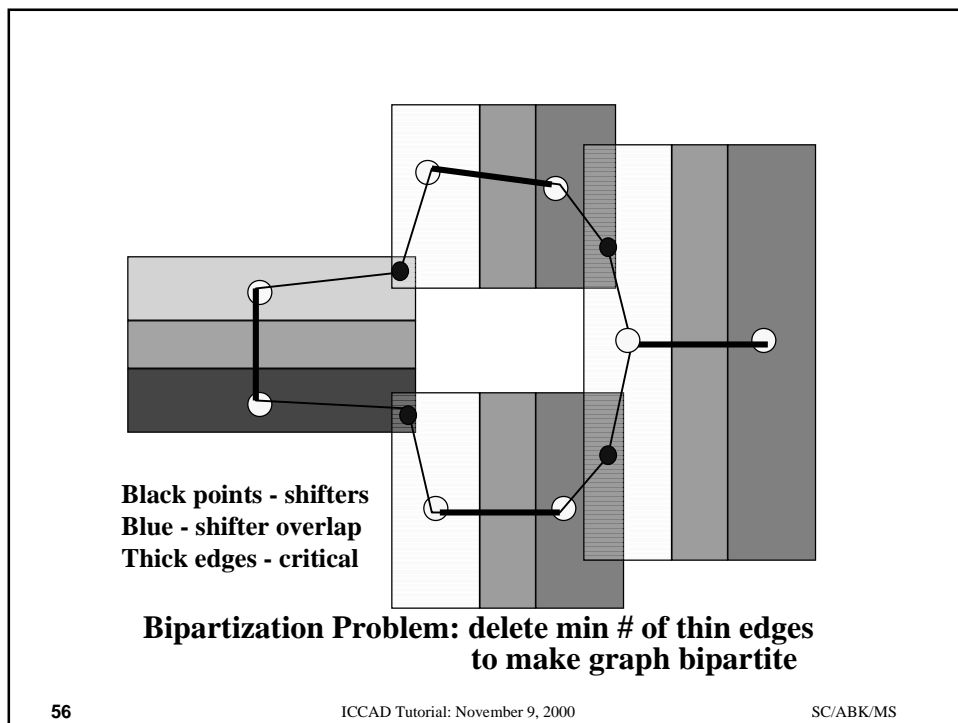 Black points - shifters
Blue - shifter overlap
Thick edges - critical
Bipartization Problem: delete min # of thin edges
to make graph bipartite
56 ICCAD Tutorial: November 9, 2000 SC/ABK/MS